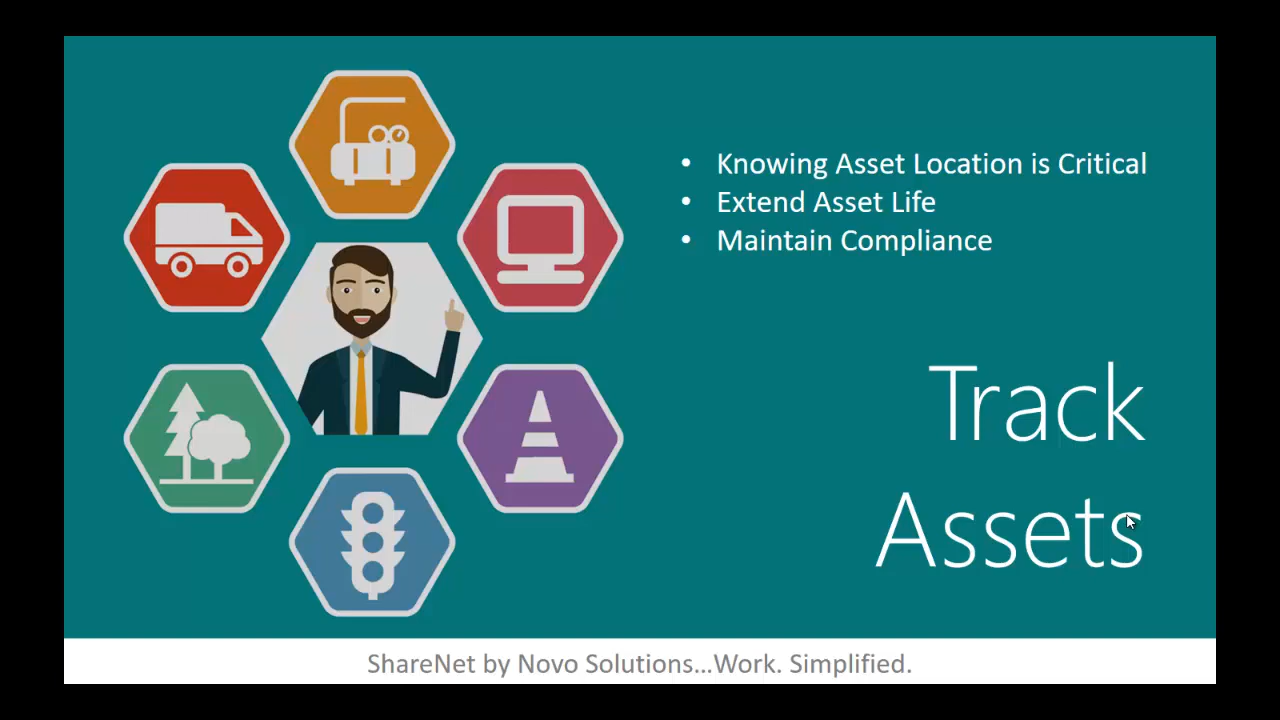 • Knowing Asset Location is Critical
• Extend Asset Life
• Maintain Compliance
Track
Assets
ShareNet by Novo Solutions...Work. Simplified.